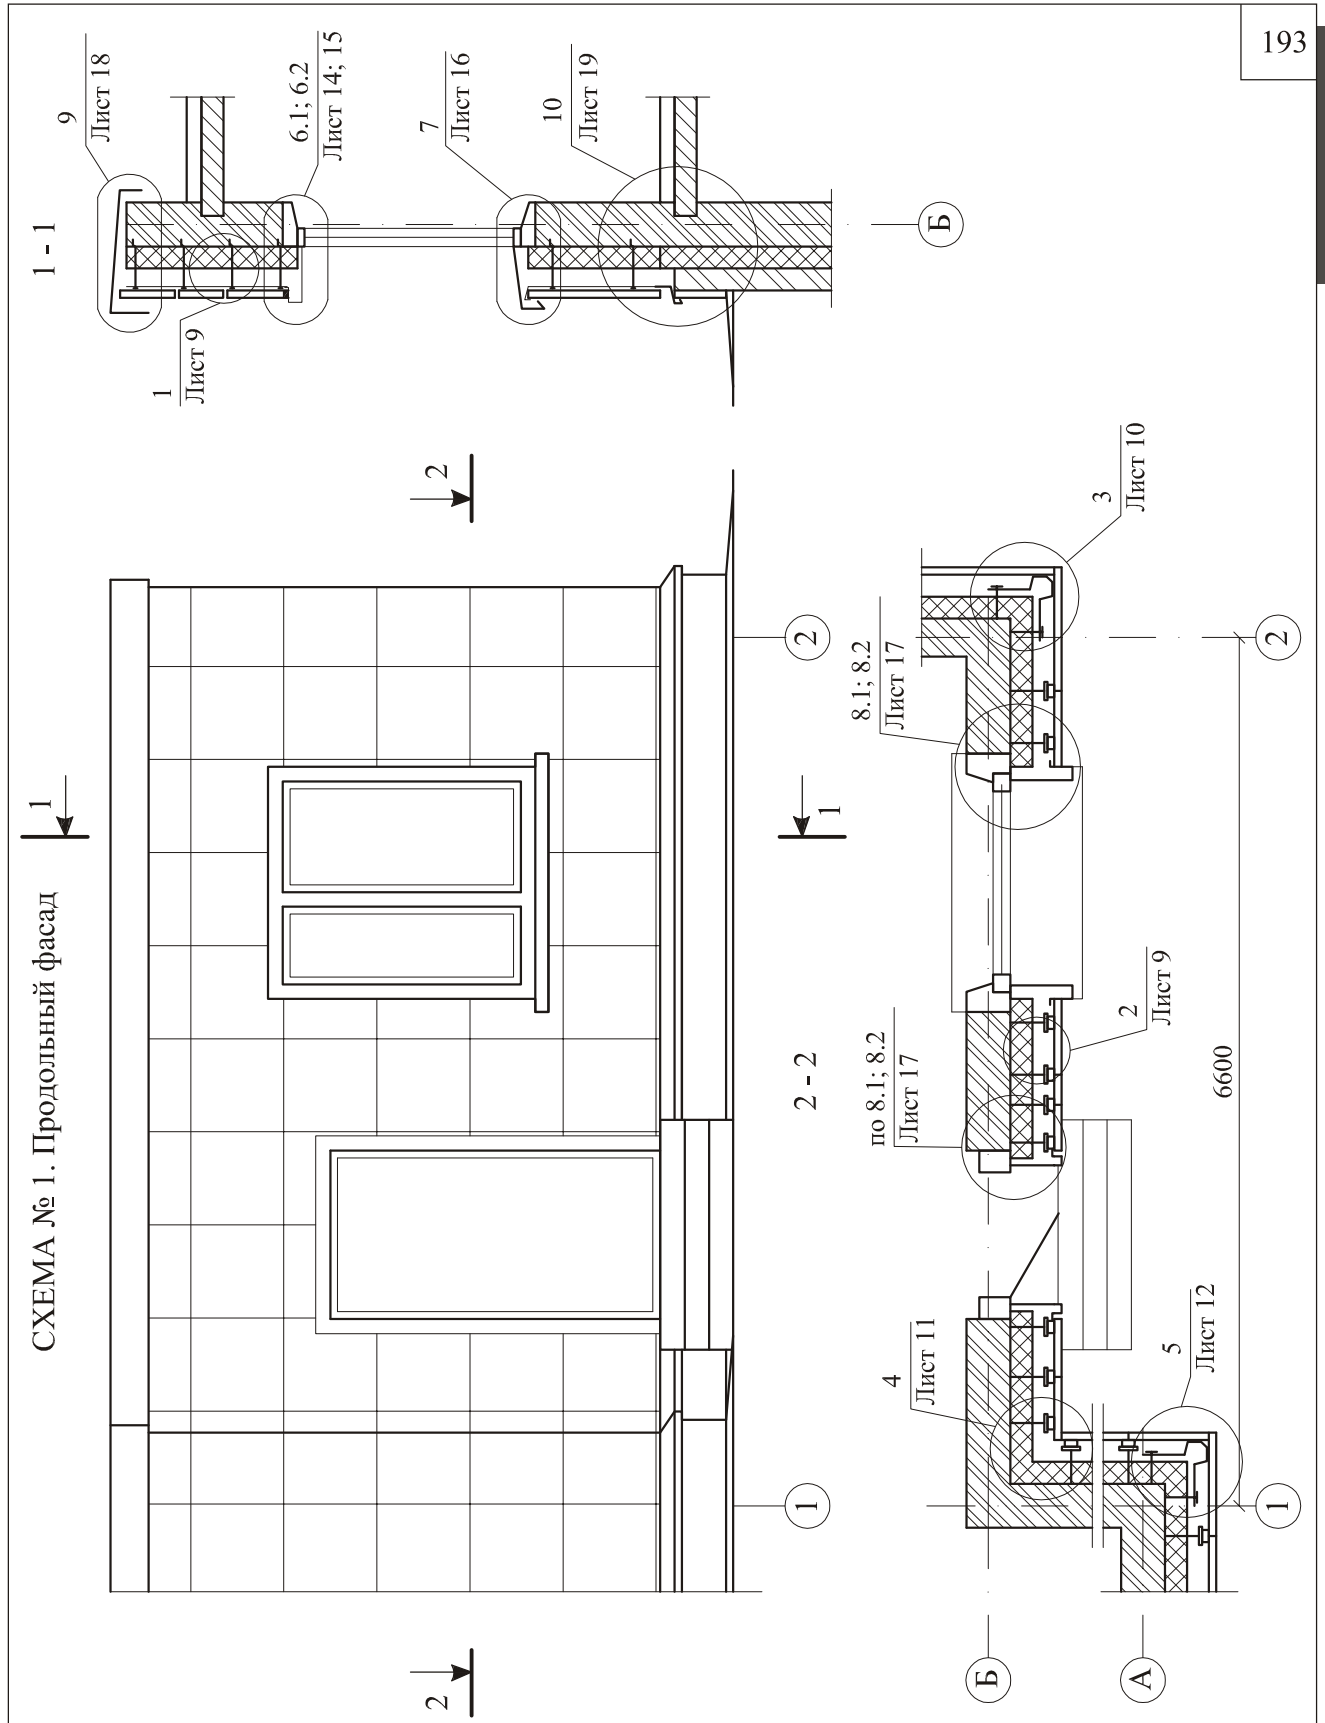 193
СХЕМА № 1. Продольный фасад
1
1
2
2
1
2
1 - 1
9
Лист 18
6.1; 6.2
Лист 14; 15
7
Лист 16
10
Лист 19
1
Лист 9
Б
2 - 2
4
Лист 11
по 8.1; 8.2
Лист 17
8.1; 8.2
Лист 17
5
Лист 12
2
Лист 9
3
Лист 10
6600
Б
А
1
2